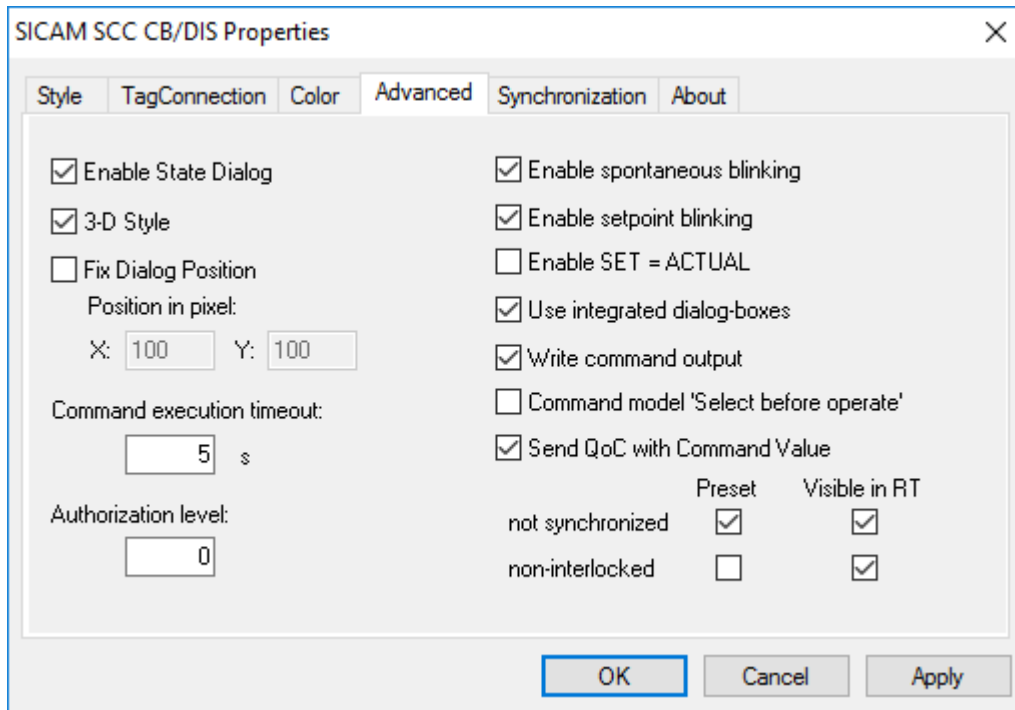 SICAM SCC CB/DIS Properties
Style TagConnection Color Advanced Synchronization About
Enable State Dialog
3-D Style
Fix Dialog Position
Position in pixel:
X: 100 Y: 100
Command execution timeout:
5 s
Authorization level:
0
Enable spontaneous blinking
Enable setpoint blinking
Enable SET = ACTUAL
Use integrated dialog-boxes
Write command output
Command model 'Select before operate'
Send QoC with Command Value
Preset Visible in RT
not synchronized
non-interlocked
OK Cancel Apply